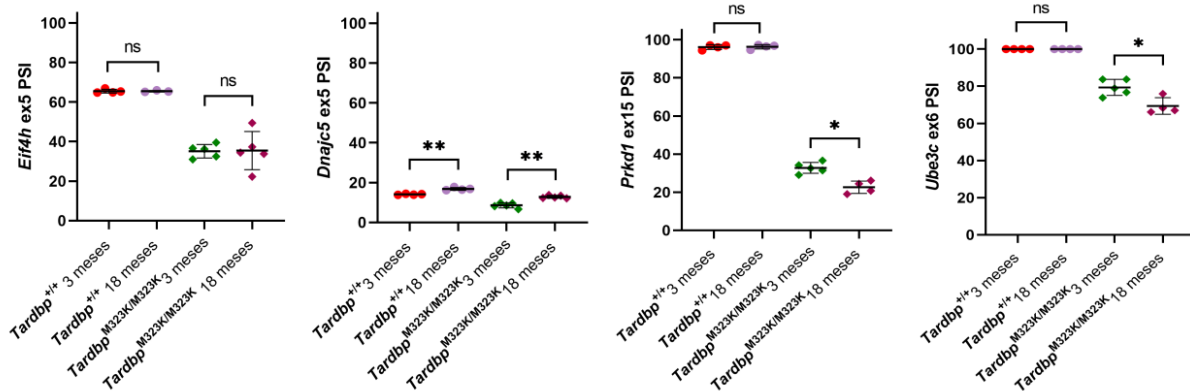 Eif4h ex5 PSI
100
80
60
40
20
0
ns
ns
Tardbp+/+ 3 meses
Tardbp+/+ 18 meses
TardbpM323K/M323K 3 meses
TardbpM323K/M323K 18 meses
Dnajc5 ex5 PSI
100
80
60
40
20
0
**
**
Tardbp+/+ 3 meses
Tardbp+/+ 18 meses
TardbpM323K/M323K 3 meses
TardbpM323K/M323K 18 meses
Prkd1 ex15 PSI
100
80
60
40
20
0
ns
*
Tardbp+/+ 3 meses
Tardbp+/+ 18 meses
TardbpM323K/M323K 3 meses
TardbpM323K/M323K 18 meses
Ube3c ex6 PSI
100
80
60
40
20
0
ns
*
Tardbp+/+ 3 meses
Tardbp+/+ 18 meses
TardbpM323K/M323K 3 meses
TardbpM323K/M323K 18 meses